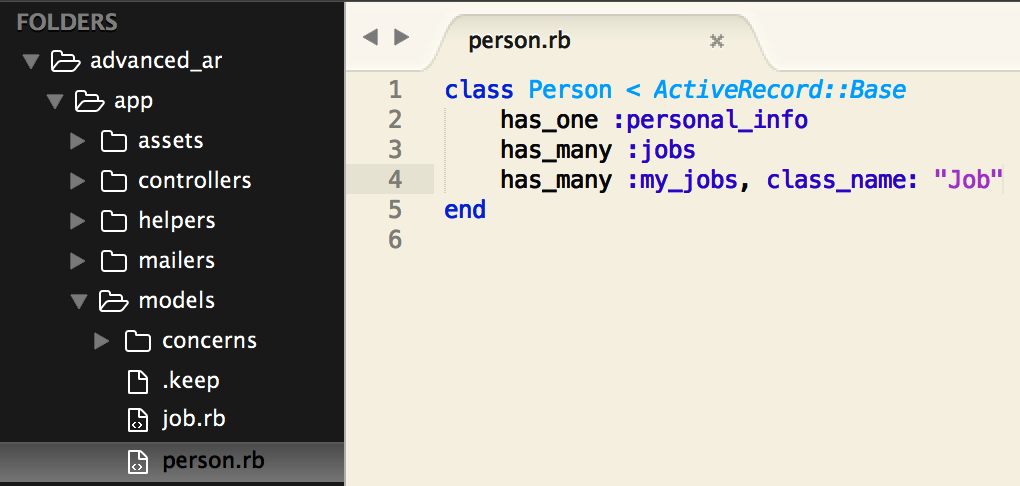 FOLDERS
advanced_ar
app
assets
controllers
helpers
mailers
models
concerns
.keep
job.rb
person.rb
person.rb
1 class Person < ActiveRecord::Base
2 has_one :personal_info
3 has_many :jobs
4 has_many :my_jobs, class_name: "Job"
5 end
6